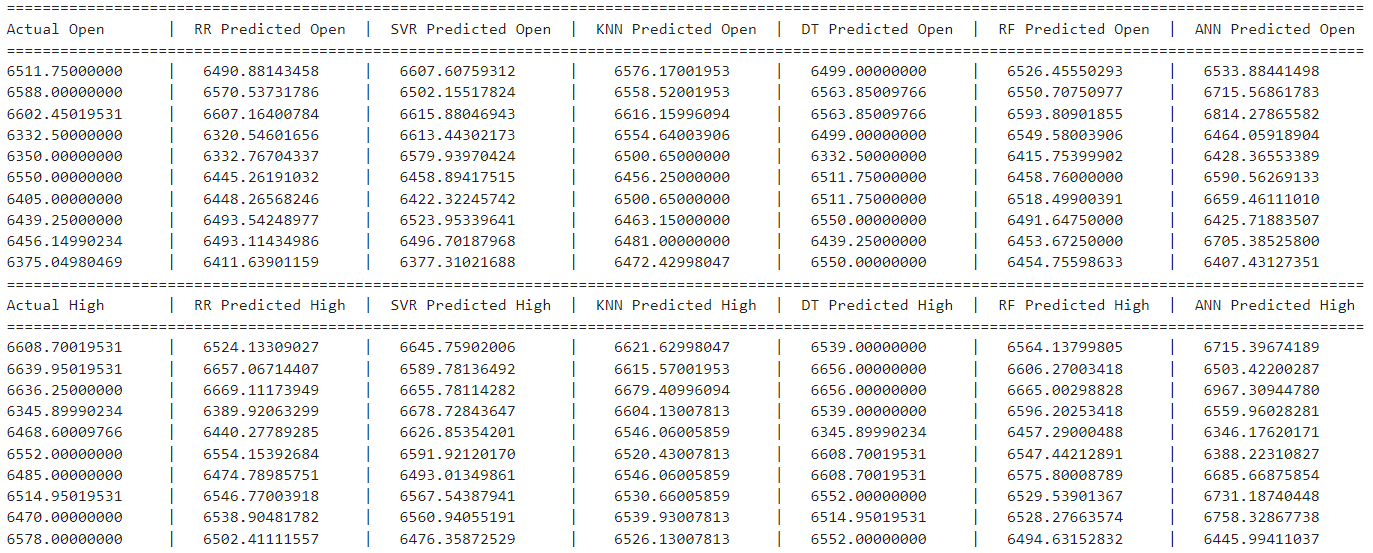 Actual Open | RR Predicted Open | SVR Predicted Open | KNN Predicted Open | DT Predicted Open | RF Predicted Open | ANN Predicted Open
6511.75000000 | 6490.88143458 | 6607.60759312 | 6576.17001953 | 6499.00000000 | 6526.45550293 | 6533.88441498
6588.00000000 | 6570.53731786 | 6502.15517824 | 6558.52001953 | 6563.85009766 | 6550.70750977 | 6715.56861783
6602.45019531 | 6607.16400784 | 6615.88046943 | 6616.15996094 | 6563.85009766 | 6593.80901855 | 6814.27865582
6332.50000000 | 6320.54601656 | 6613.44302173 | 6554.64003906 | 6499.00000000 | 6549.58003906 | 6464.05918904
6350.00000000 | 6332.76704337 | 6579.93970424 | 6500.65000000 | 6332.50000000 | 6415.75399902 | 6428.36553389
6550.00000000 | 6445.26191032 | 6458.89417515 | 6456.25000000 | 6511.75000000 | 6458.76000000 | 6590.56269133
6405.00000000 | 6448.26568246 | 6422.32245742 | 6500.65000000 | 6511.75000000 | 6518.49900391 | 6659.46111010
6439.25000000 | 6493.54248977 | 6523.95339641 | 6463.15000000 | 6550.00000000 | 6491.64750000 | 6425.71883507
6456.14990234 | 6493.11434986 | 6496.70187968 | 6481.00000000 | 6439.25000000 | 6453.67250000 | 6705.38525800
6375.04980469 | 6411.63901159 | 6377.31021688 | 6472.42998047 | 6550.00000000 | 6454.75598633 | 6407.43127351
Actual High | RR Predicted High | SVR Predicted High | KNN Predicted High | DT Predicted High | RF Predicted High | ANN Predicted High
6608.70019531 | 6524.13309027 | 6645.75902006 | 6621.62998047 | 6539.00000000 | 6564.13799805 | 6715.39674189
6639.95019531 | 6657.06714407 | 6589.78136492 | 6615.57001953 | 6656.00000000 | 6606.27003418 | 6503.42200287
6636.25000000 | 6669.11173949 | 6655.78114282 | 6679.40996094 | 6656.00000000 | 6665.00298828 | 6967.30944780
6345.89990234 | 6389.92063299 | 6678.72843647 | 6604.13007813 | 6539.00000000 | 6596.20253418 | 6559.96028281
6468.60009766 | 6440.27789285 | 6626.85354201 | 6546.06005859 | 6345.89990234 | 6457.29000488 | 6346.17620171
6552.00000000 | 6554.15392684 | 6591.92120170 | 6520.43007813 | 6608.70019531 | 6547.44212891 | 6388.22310827
6485.00000000 | 6474.78985751 | 6493.01349861 | 6546.06005859 | 6608.70019531 | 6575.80008789 | 6685.66875854
6514.95019531 | 6546.77003918 | 6567.54387941 | 6530.66005859 | 6552.00000000 | 6529.53901367 | 6731.18740448
6470.00000000 | 6538.90481782 | 6560.94055191 | 6539.93007813 | 6514.95019531 | 6528.27663574 | 6758.32867738
6578.00000000 | 6502.41111557 | 6476.35872529 | 6526.13007813 | 6552.00000000 | 6494.63152832 | 6445.99411037